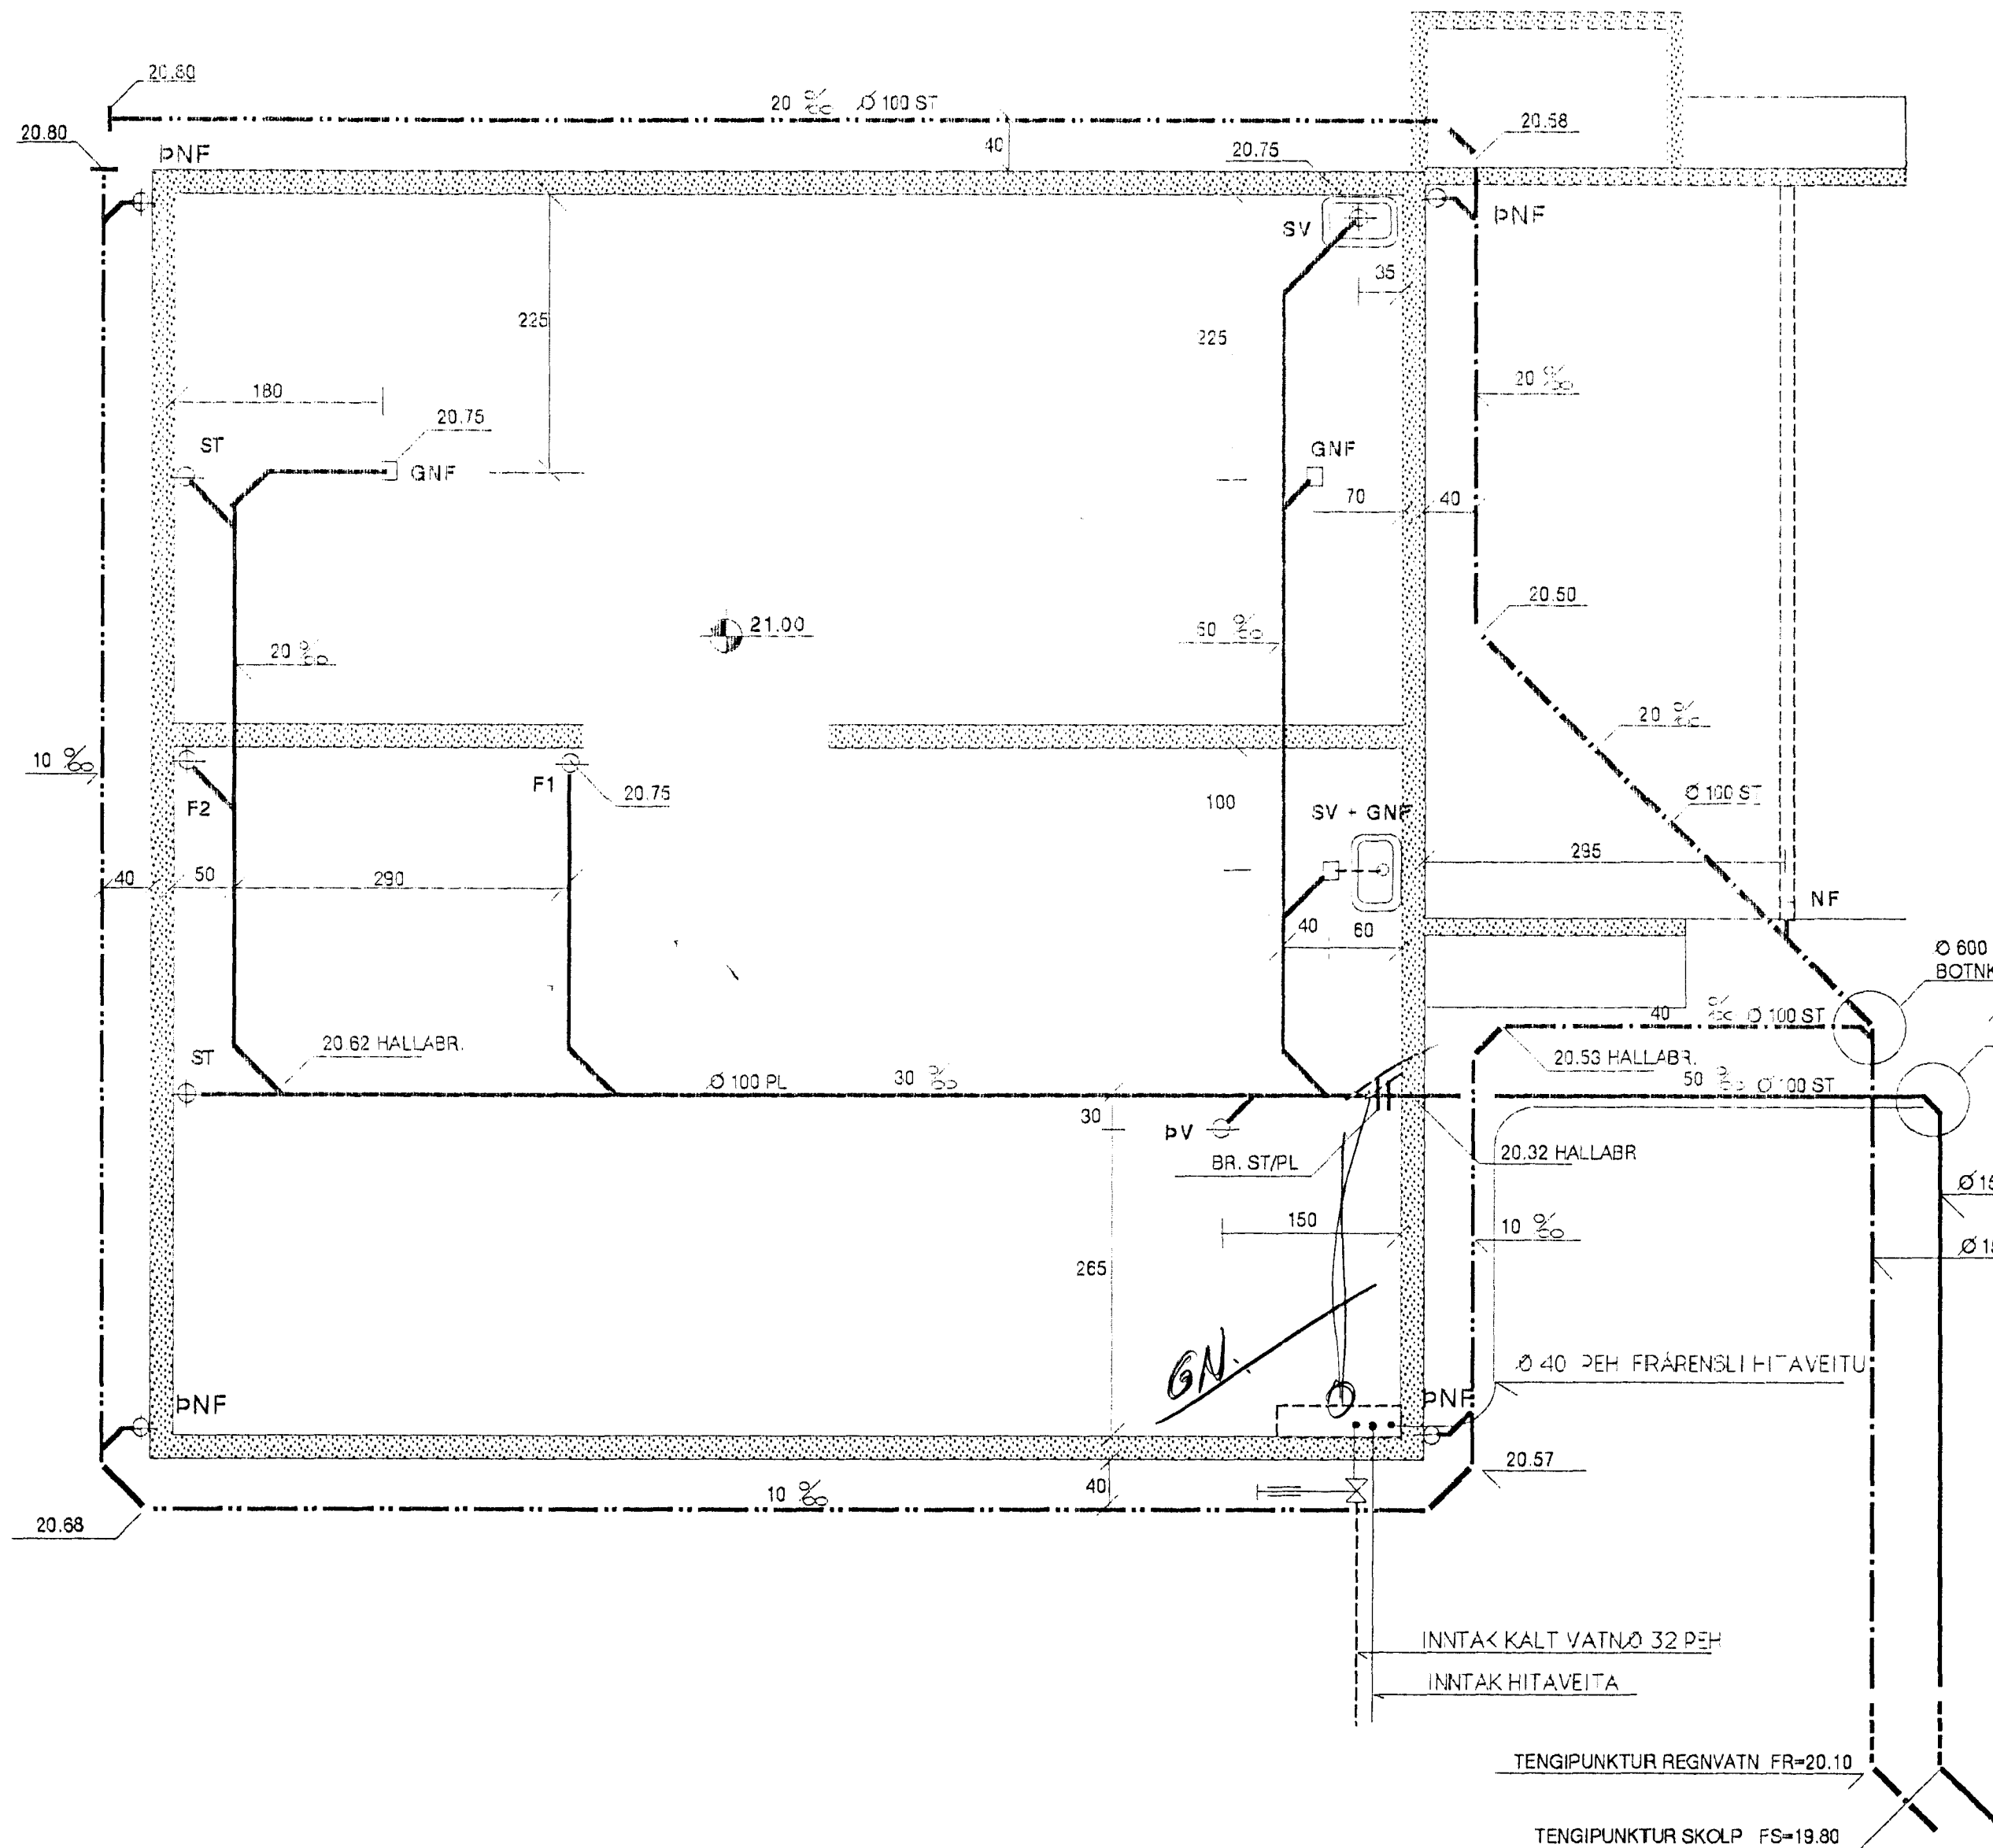 20.80
20 ‰ Ø 100 ST
20.58
20.80
ÞNF
40
20.75
SV
ÞNF
35
225
225
180
20 ‰
20.75
ST
GNF
GNF
70
40
20.50
21.00
60 ‰
20 ‰
20 ‰
10 ‰
F2
F1
20.75
Ø 100 ST
100
SV + GNF
295
40
50
290
NF
40
60
Ø 600
40 ‰ Ø 100 ST
ST
20.62 HALLABR.
20.53 HALLABR.
Ø 100 PL
30 ‰
50 ‰ Ø 100 ST
30
ÞV
BR. ST/PL
20.32 HALLABR
150
10 ‰
265
GN.
Ø 40 PEH FRÁRENSLI HITAVEITU
ÞNF
ÞNF
20.57
10 ‰
40
20.68
INNTAK KALT VATN Ø 32 PEH
INNTAK HITAVEITA
TENGIPUNKTUR REGNVATN FR=20.10
TENGIPUNKTUR SKOLP FS=19.80